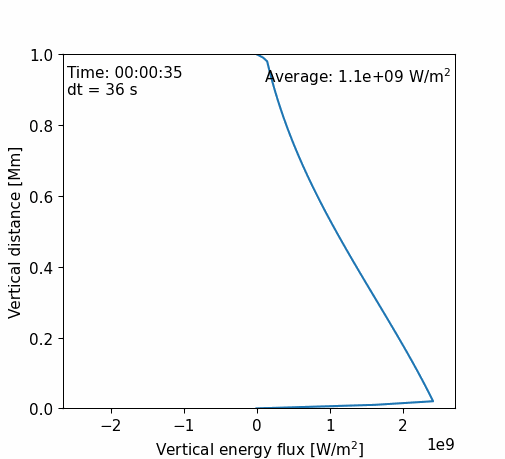 Time: 00:00:35
dt = 36 s
Average: 1.1e+09 W/m²
Vertical distance [Mm]
1.0
0.8
0.6
0.4
0.2
0.0
−2
−1
0
1
2
1e9
Vertical energy flux [W/m²]